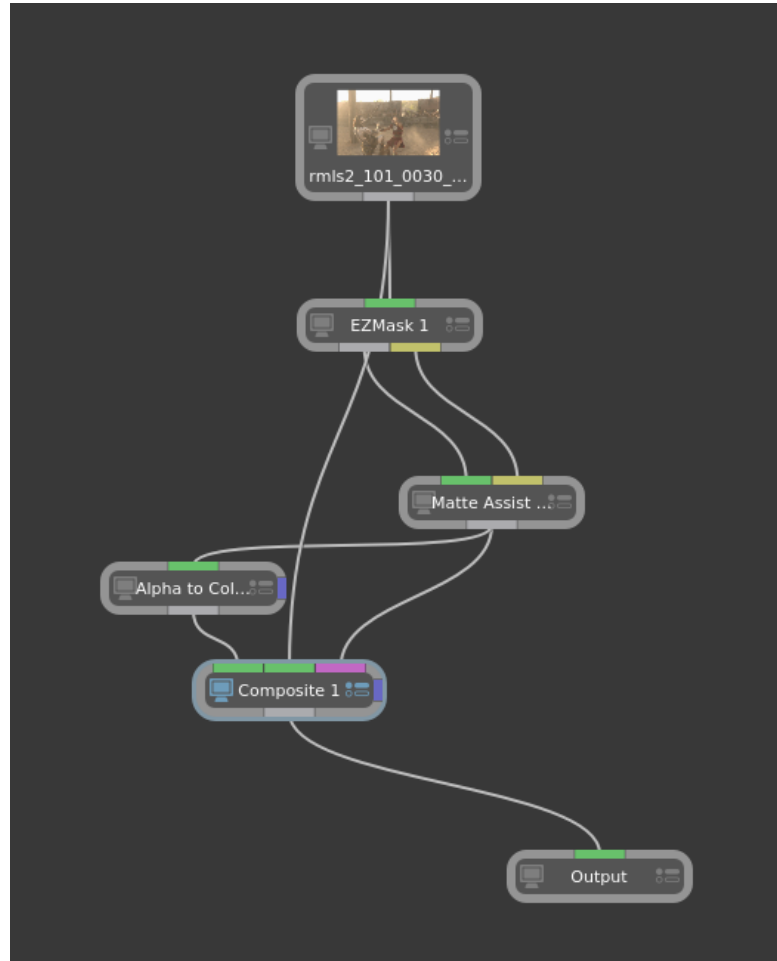 rmls2_101_0030_...
EZMask 1
Matte Assist ...
Alpha to Col...
Composite 1
Output